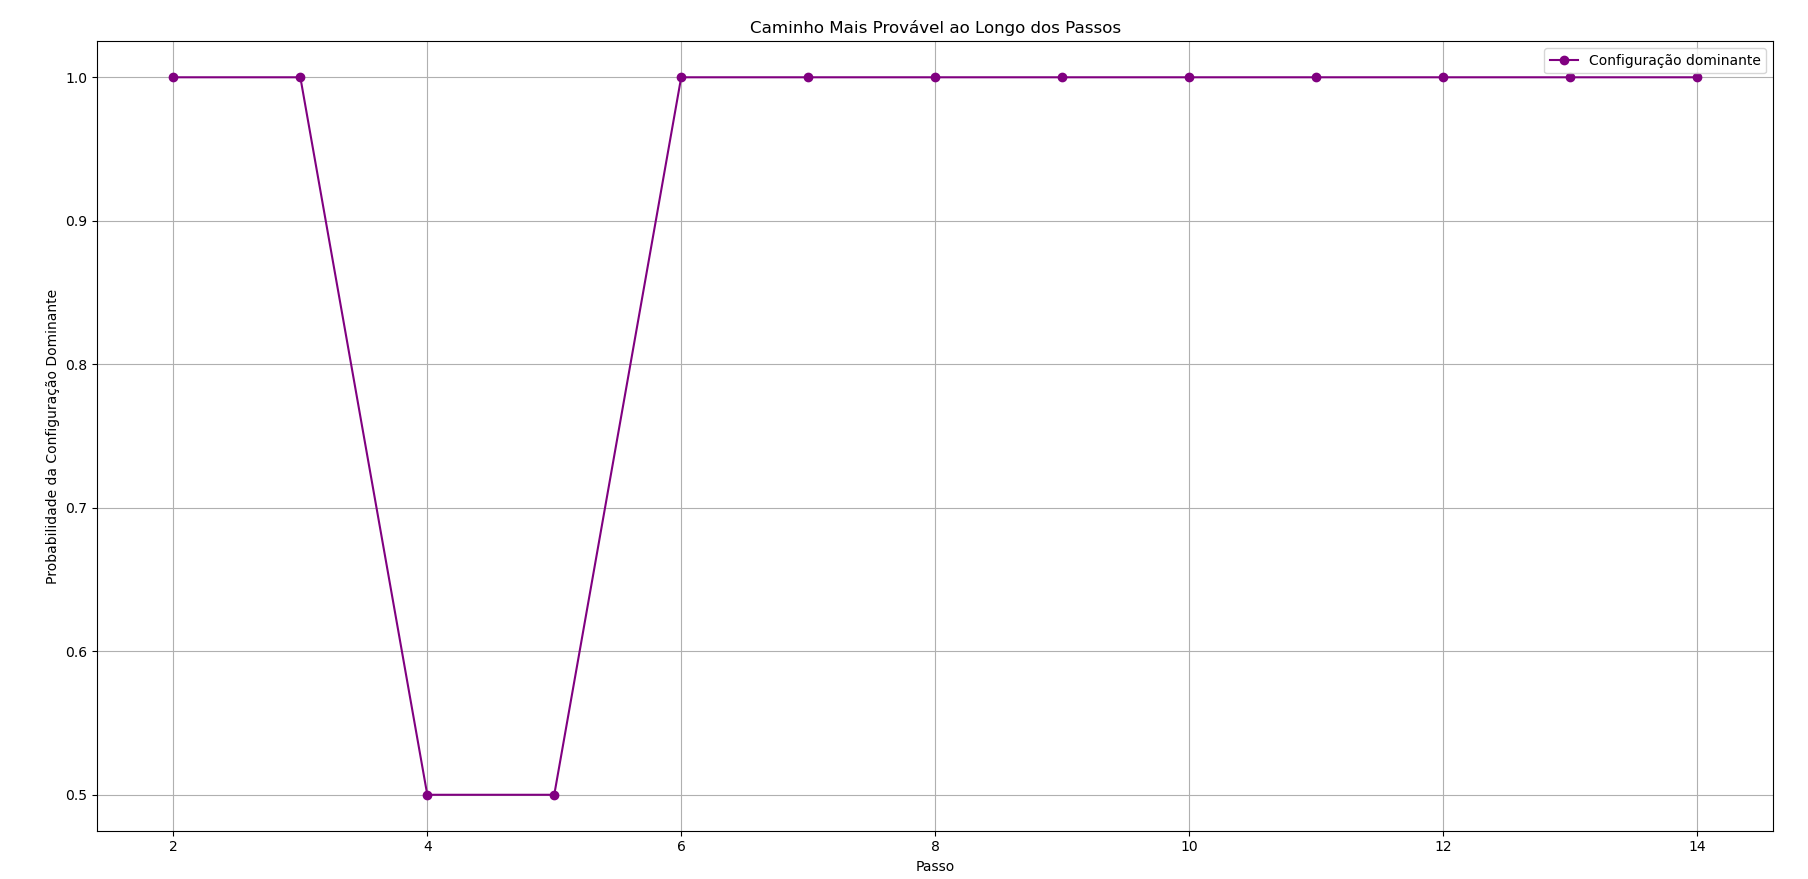 Caminho Mais Provável ao Longo dos Passos
Configuração dominante
Probabilidade da Configuração Dominante
1.0
0.9
0.8
0.7
0.6
0.5
2 4 6 8 10 12 14
Passo